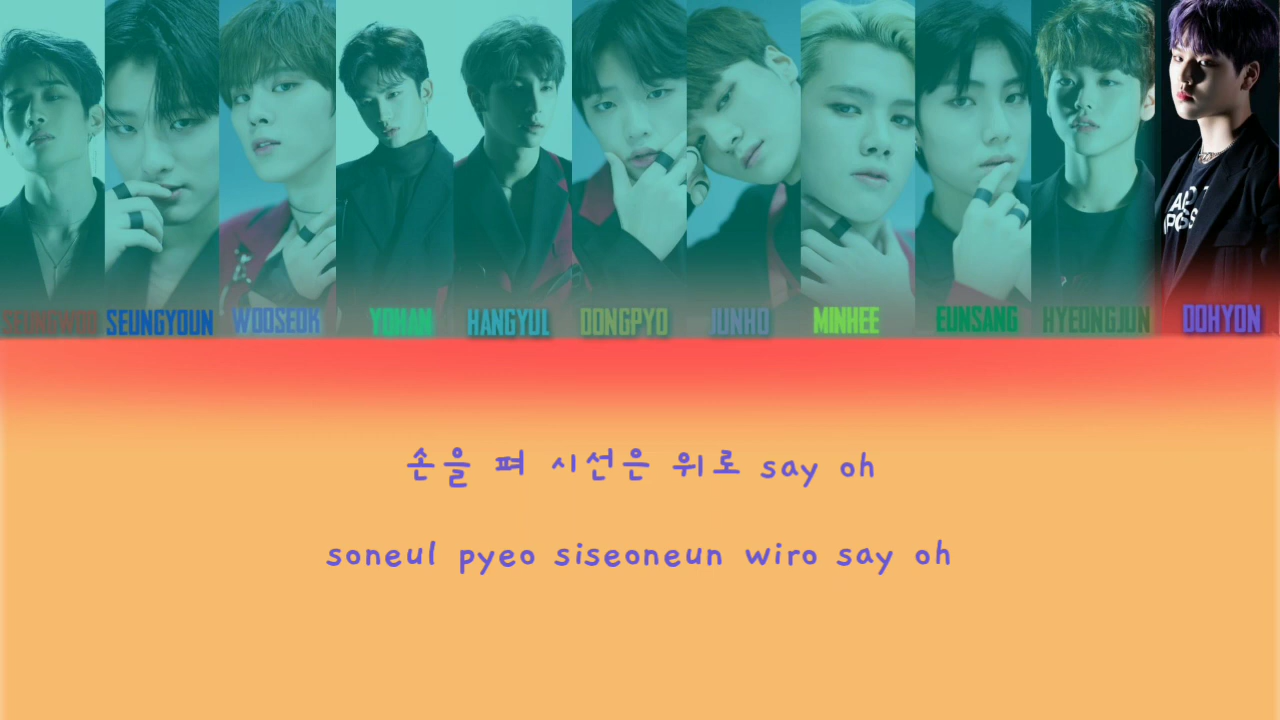 SEUNGWOO SEUNGYOUN WOOSEOK YOHAN HANGYUL DONGPYO JUNHO MINHEE EUNSANG HYEONGJUN DOHYON
손을 펴 시선은 위로 say oh
soneul pyeo siseoneun wiro say oh